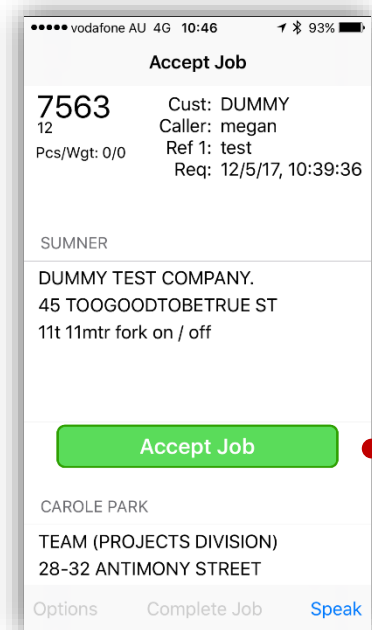 vodafone AU 4G 10:46 93%
Accept Job
7563
12
Pcs/Wgt: 0/0
Cust: DUMMY
Caller: megan
Ref 1: test
Req: 12/5/17, 10:39:36
SUMNER
DUMMY TEST COMPANY.
45 TOOGOODTOBETRUE ST
11t 11mtr fork on / off
Accept Job
CAROLE PARK
TEAM (PROJECTS DIVISION)
28-32 ANTIMONY STREET
Options Complete Job Speak